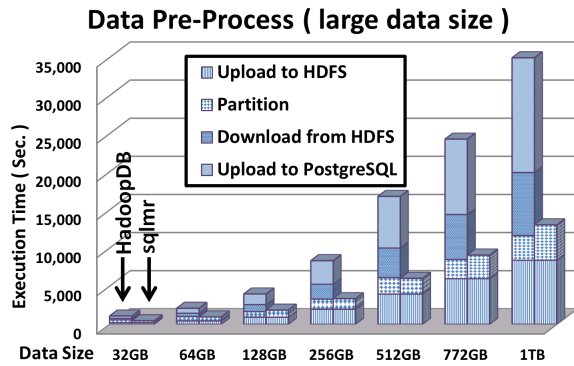 Data Pre-Process ( large data size )
Execution Time ( Sec. )
35,000
30,000
25,000
20,000
15,000
10,000
5,000
0
Upload to HDFS
Partition
Download from HDFS
Upload to PostgreSQL
HadoopDB
sqlmr
Data Size 32GB 64GB 128GB 256GB 512GB 772GB 1TB